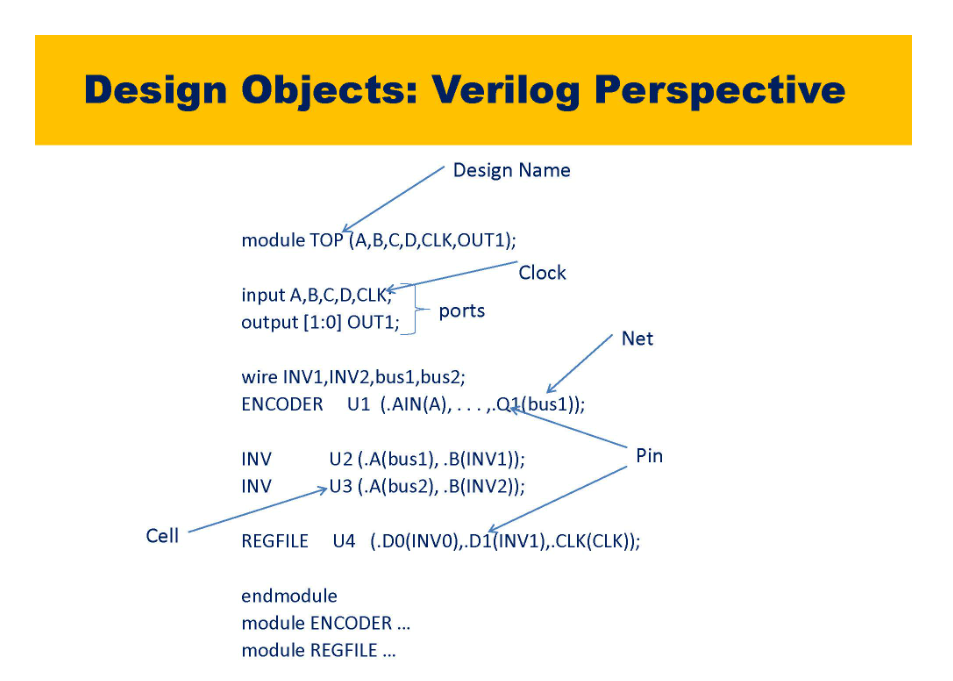 Design Objects: Verilog Perspective
Design Name
module TOP (A,B,C,D,CLK,OUT1);
Clock
input A,B,C,D,CLK;
output [1:0] OUT1;
ports
Net
wire INV1,INV2,bus1,bus2;
ENCODER U1 (.AIN(A), . . . ,.Q1(bus1));
Pin
INV U2 (.A(bus1), .B(INV1));
INV U3 (.A(bus2), .B(INV2));
Cell
REGFILE U4 (.D0(INV0),.D1(INV1),.CLK(CLK));
endmodule
module ENCODER ...
module REGFILE ...